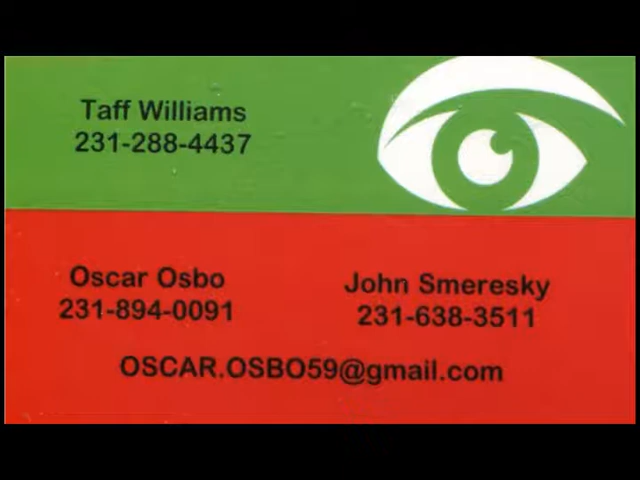 Taff Williams
231-288-4437
Oscar Osbo
231-894-0091
John Smeresky
231-638-3511
OSCAR.OSBO59@gmail.com